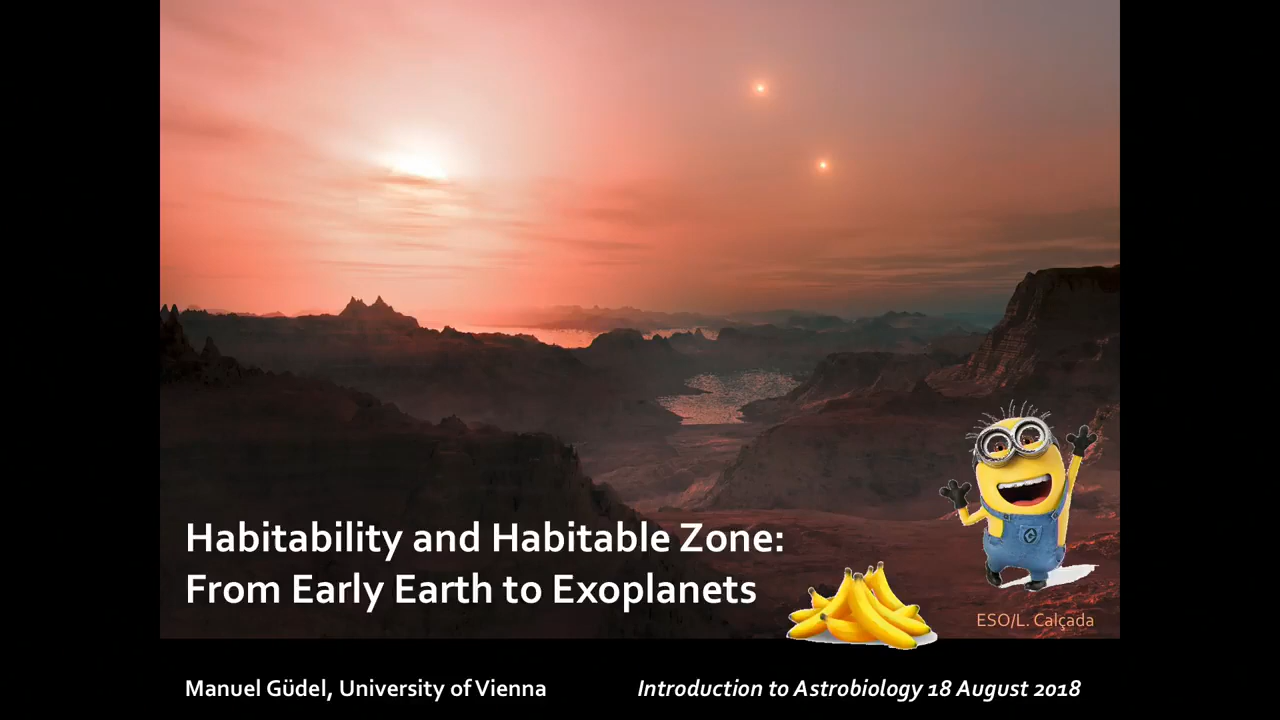 Habitability and Habitable Zone:
From Early Earth to Exoplanets
ESO/L. Calçada
Manuel Güdel, University of Vienna
Introduction to Astrobiology 18 August 2018